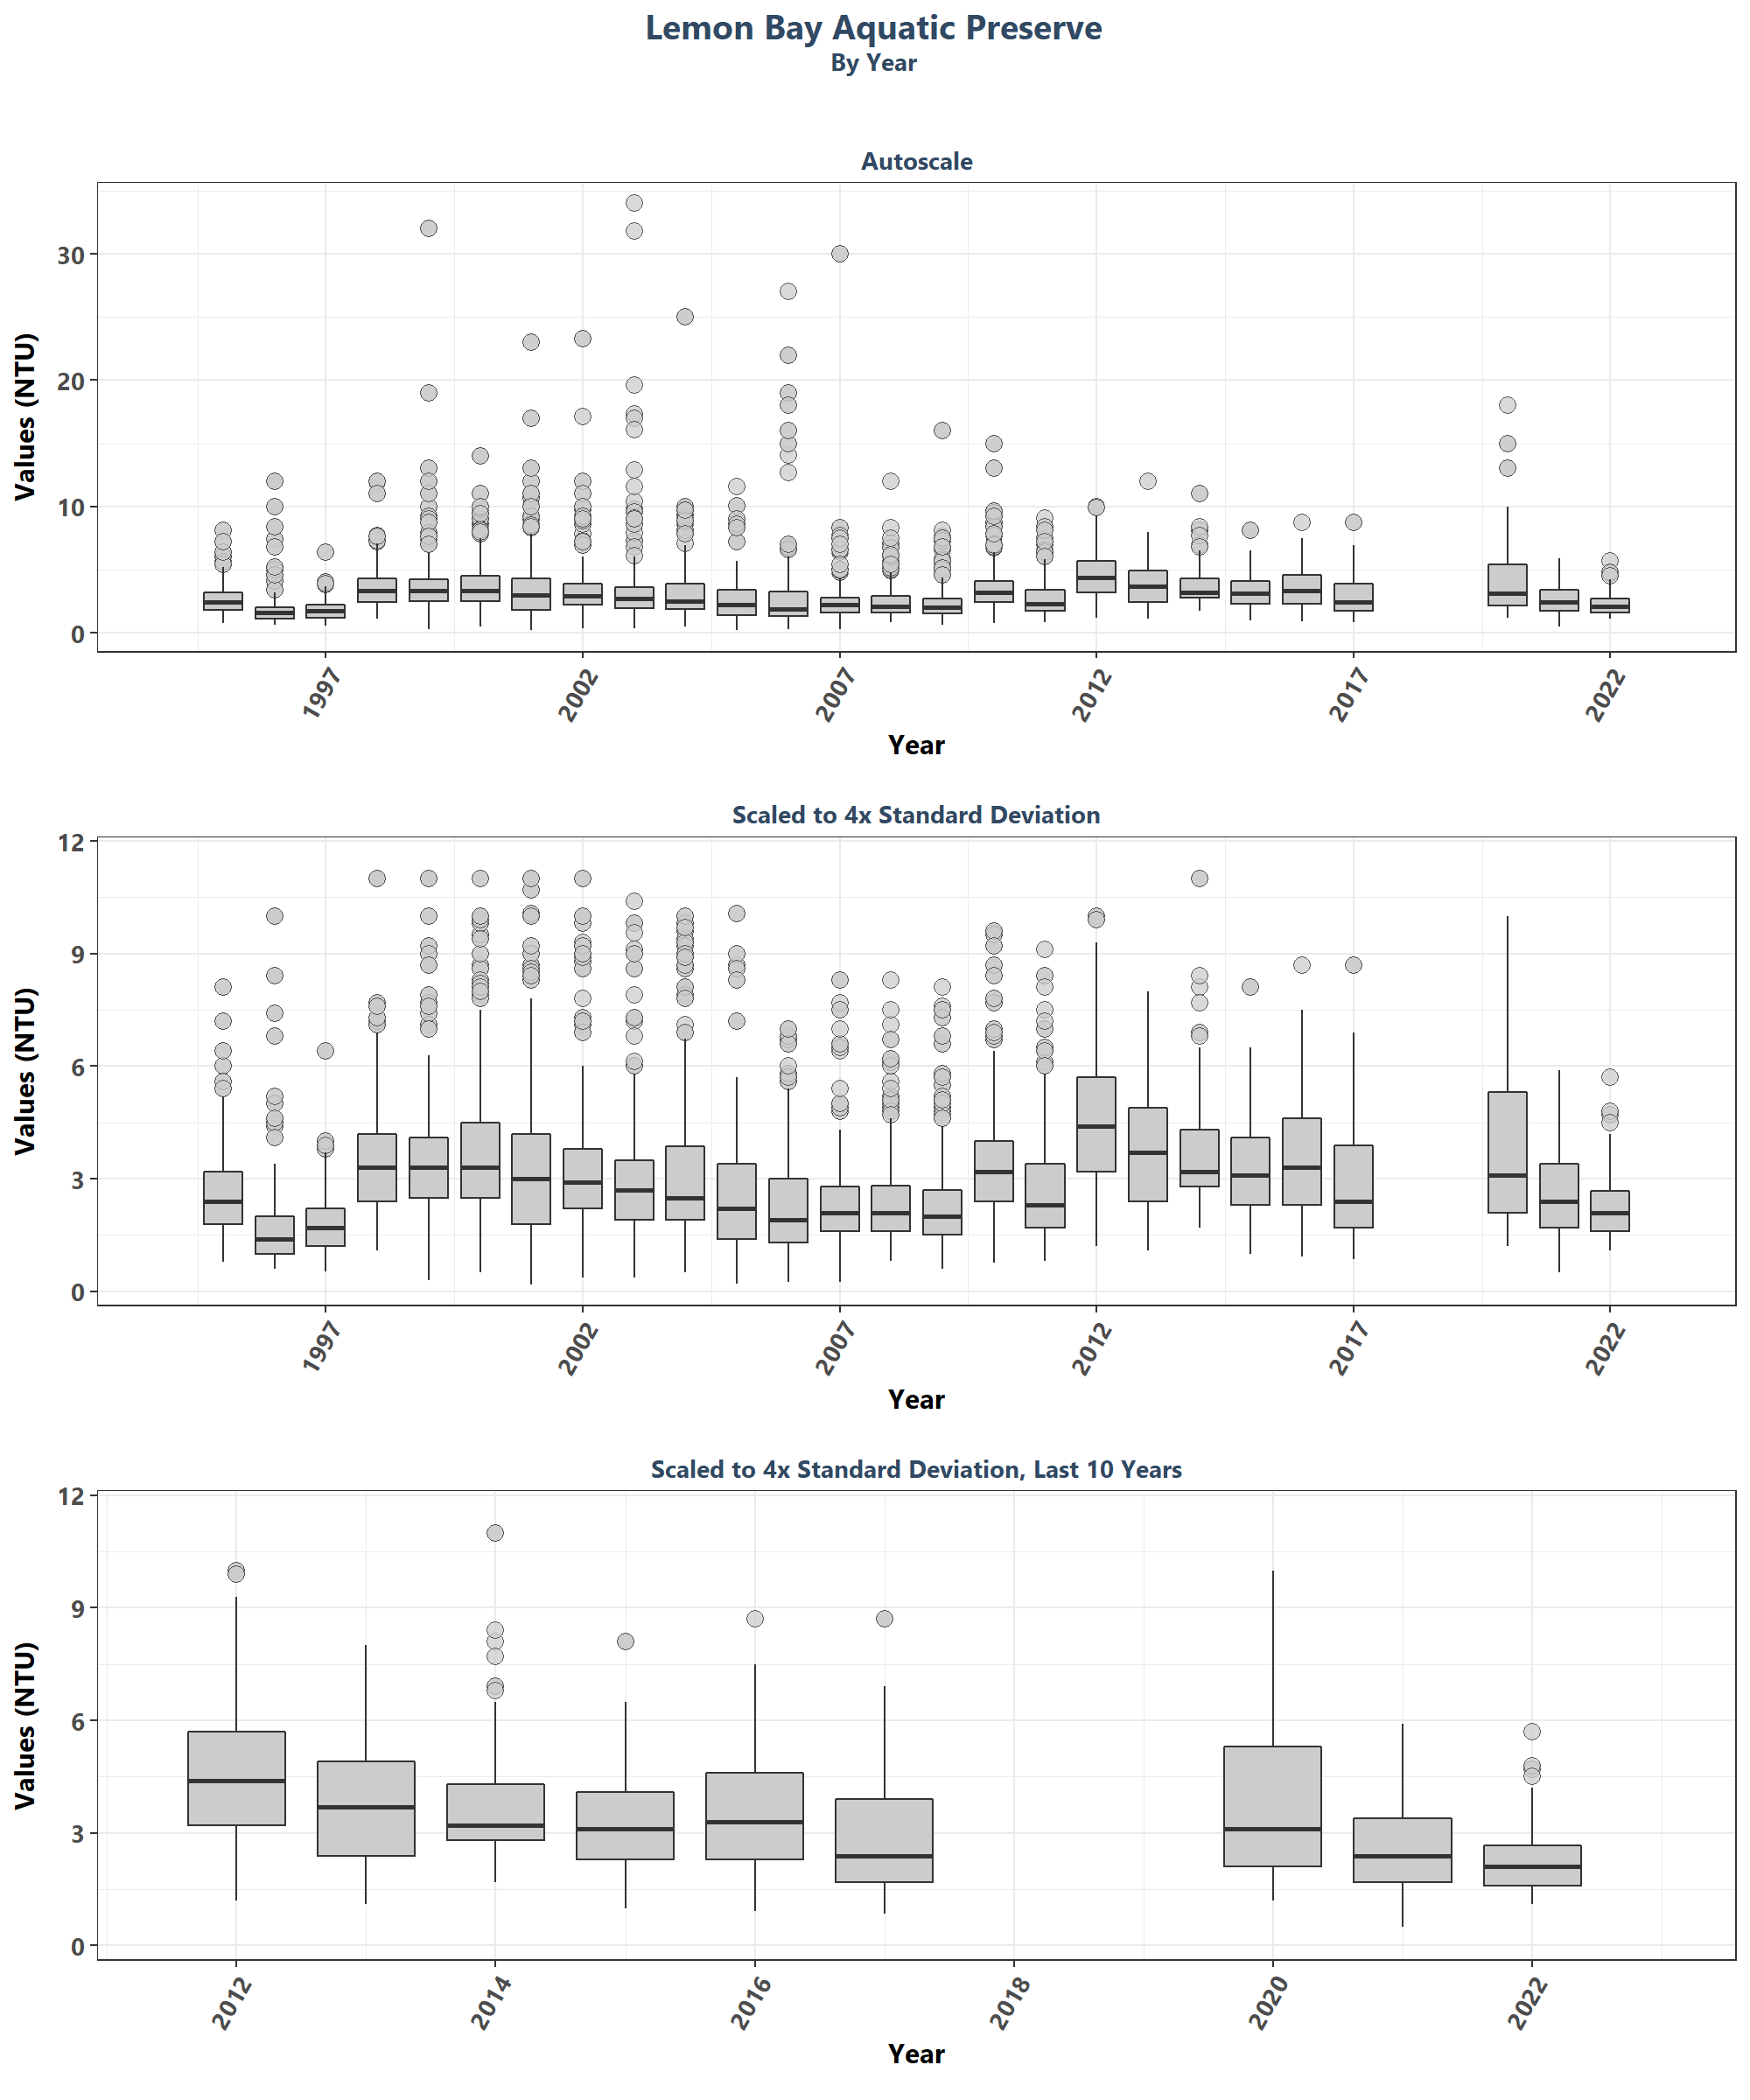 Lemon Bay Aquatic Preserve
By Year
Autoscale
30
20
10
0
Values (NTU)
1997 2002 2007 2012 2017 2022
Year
Scaled to 4x Standard Deviation
12
9
6
3
0
Values (NTU)
1997 2002 2007 2012 2017 2022
Year
Scaled to 4x Standard Deviation, Last 10 Years
12
9
6
3
0
Values (NTU)
2012 2014 2016 2018 2020 2022
Year